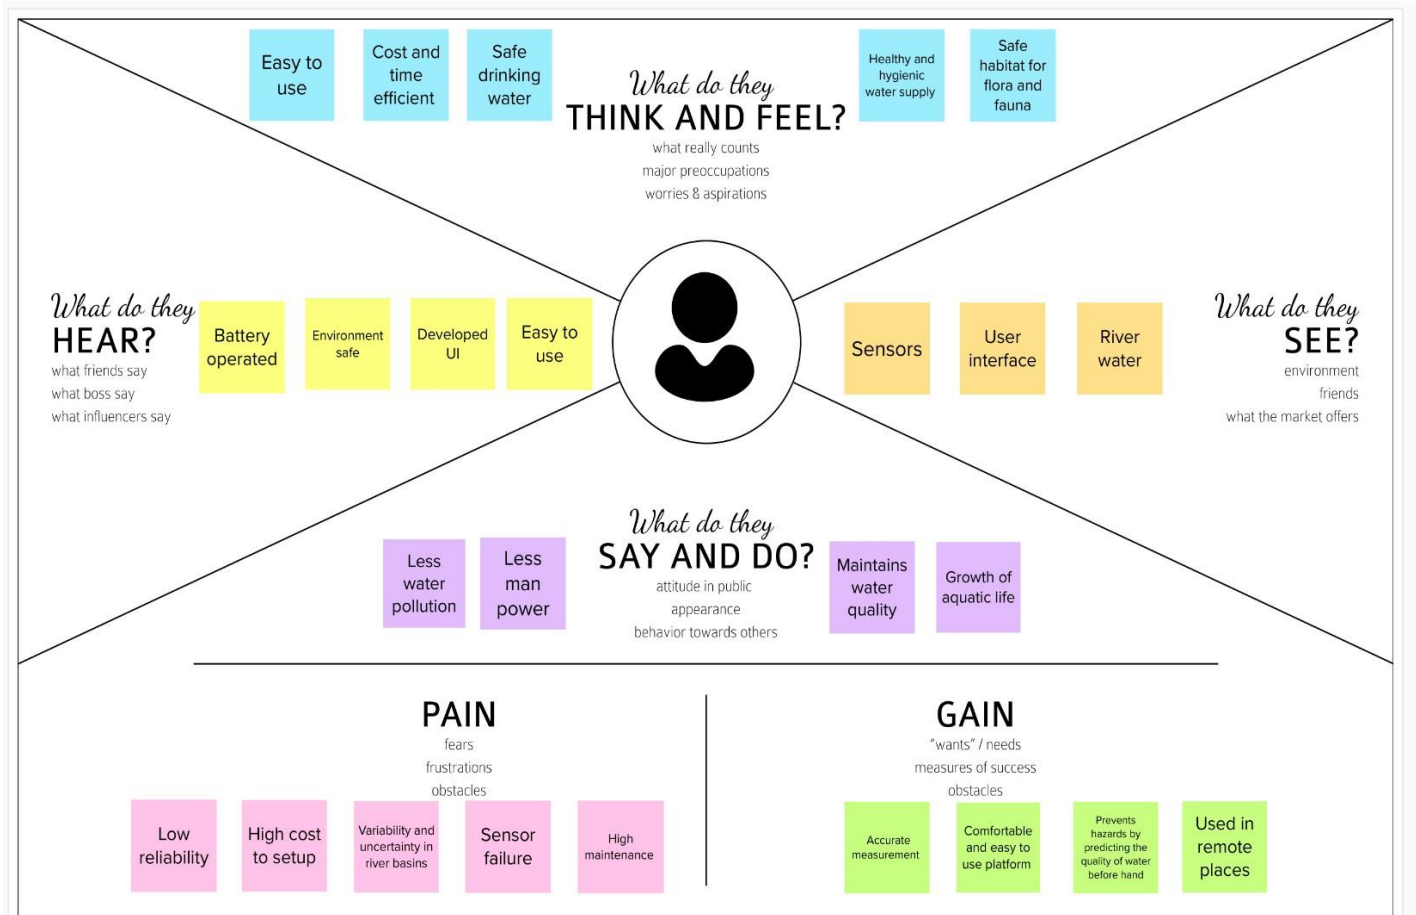 Easy to
use
Cost and
time
efficient
Safe
drinking
water
What do they
THINK AND FEEL?
what really counts
major preoccupations
worries & aspirations
Healthy and
hygienic
water supply
Safe
habitat for
flora and
fauna
What do they
HEAR?
what friends say
what boss say
what influencers say
Battery
operated
Environment
safe
Developed
UI
Easy to
use
Sensors
User
interface
River
water
What do they
SEE?
environment
friends
what the market offers
Less
water
pollution
Less
man
power
What do they
SAY AND DO?
attitude in public
appearance
behavior towards others
Maintains
water
quality
Growth of
aquatic life
PAIN
fears
frustrations
obstacles
Low
reliability
High cost
to setup
Variability and
uncertainty in
river basins
Sensor
failure
High
maintenance
GAIN
"wants" / needs
measures of success
obstacles
Accurate
measurement
Comfortable
and easy to
use platform
Prevents
hazards by
predicting the
quality of water
before hand
Used in
remote
places